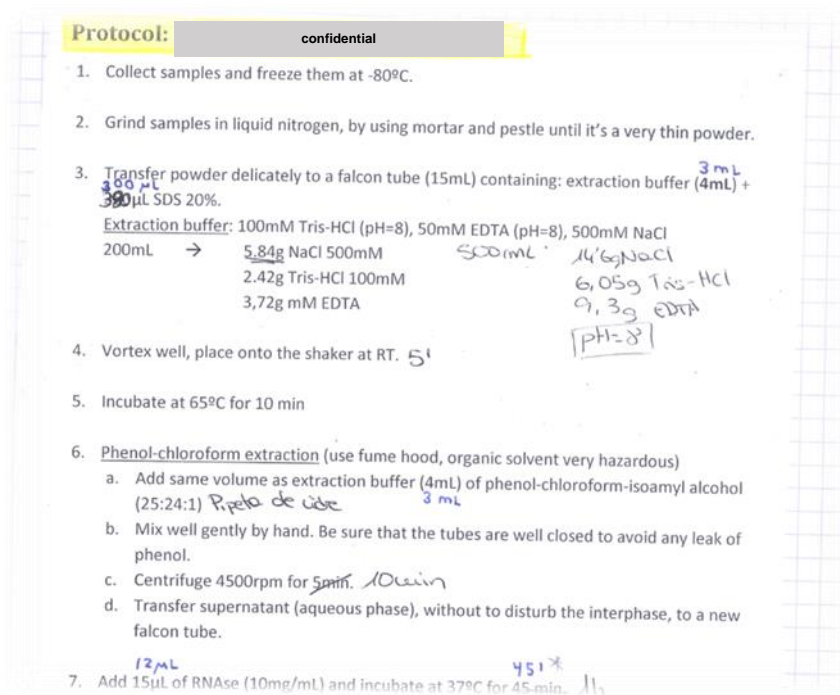 Protocol: confidential
1. Collect samples and freeze them at -80ºC.
2. Grind samples in liquid nitrogen, by using mortar and pestle until it's a very thin powder.
3 mL
3. Transfer powder delicately to a falcon tube (15mL) containing: extraction buffer (4mL) +
300 µL
µL SDS 20%.
Extraction buffer: 100mM Tris-HCl (pH=8), 50mM EDTA (pH=8), 500mM NaCl
200mL → 5.84g NaCl 500mM 500mL 14'6g NaCl
2.42g Tris-HCl 100mM 6,05g Tris-HCl
3,72g mM EDTA 9,3g EDTA
pH=8
4. Vortex well, place onto the shaker at RT. 5'
5. Incubate at 65ºC for 10 min
6. Phenol-chloroform extraction (use fume hood, organic solvent very hazardous)
a. Add same volume as extraction buffer (4mL) of phenol-chloroform-isoamyl alcohol
3 mL
(25:24:1) Pipeta de
b. Mix well gently by hand. Be sure that the tubes are well closed to avoid any leak of
phenol.
c. Centrifuge 4500rpm for 5min. 10min
d. Transfer supernatant (aqueous phase), without to disturb the interphase, to a new
falcon tube.
12µL 45'*
7. Add 15µL of RNAse (10mg/mL) and incubate at 37ºC for 45 min. 1h